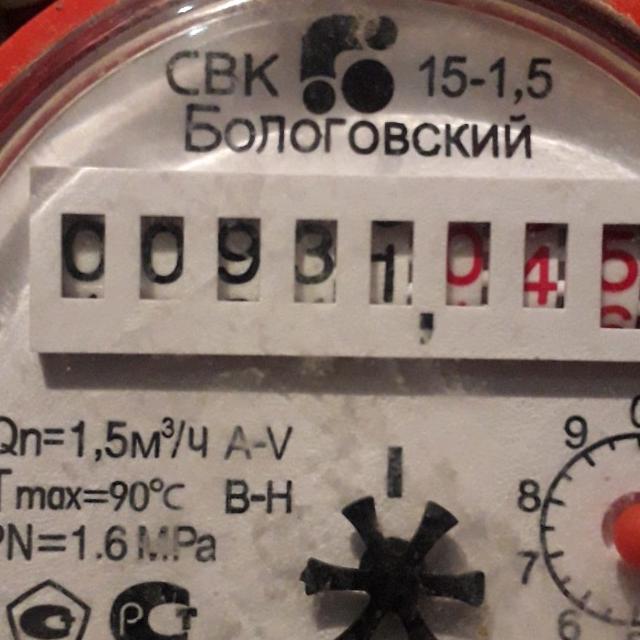 СВК 15-1,5
Бологовский
00931,045
Qn=1,5м³/ч A-V
Tmax=90°C B-H
PN=1.6 MPa
9
8
7
6
РСТ